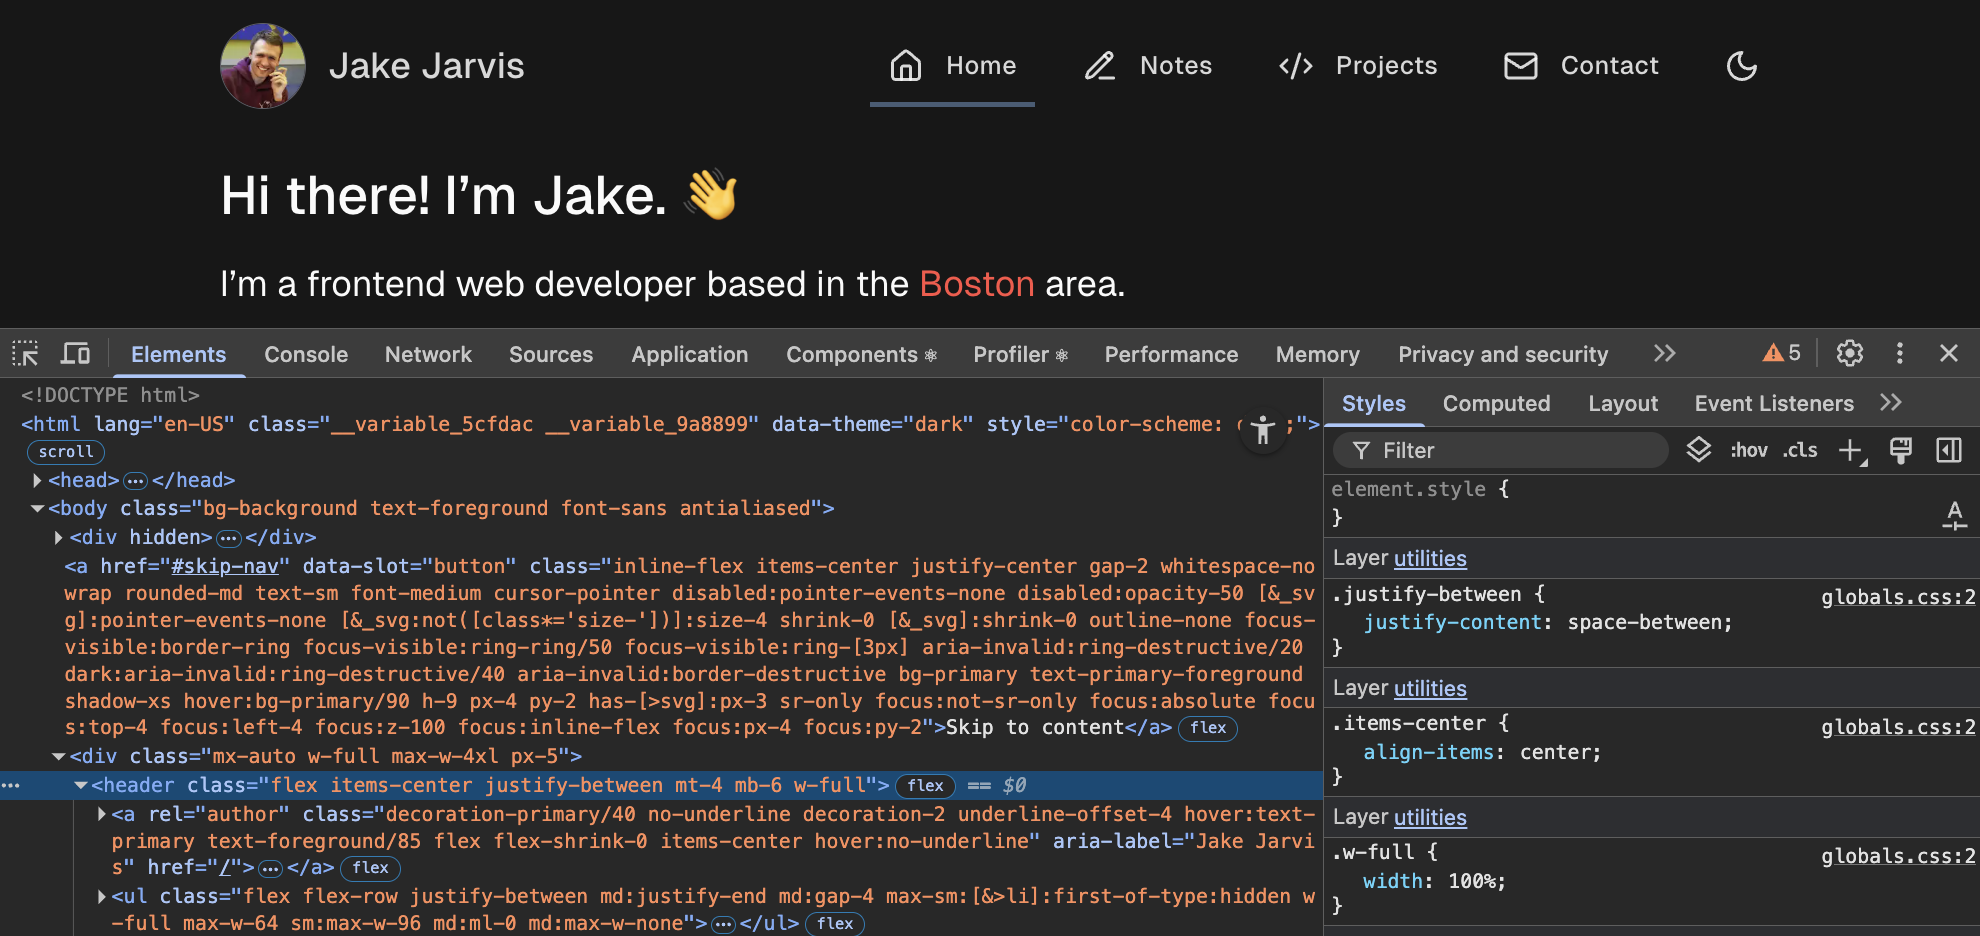 Jake Jarvis
Home
Notes
Projects
Contact
Hi there! I’m Jake. 👋
I’m a frontend web developer based in the Boston area.
Elements Console Network Sources Application Components ⚛ Profiler ⚛ Performance Memory Privacy and security 5
<!DOCTYPE html>
<html lang="en-US" class="__variable_5cfdac __variable_9a8899" data-theme="dark" style="color-scheme: ;">
scroll
<head>…</head>
<body class="bg-background text-foreground font-sans antialiased">
<div hidden>…</div>
<a href="#skip-nav" data-slot="button" class="inline-flex items-center justify-center gap-2 whitespace-no
wrap rounded-md text-sm font-medium cursor-pointer disabled:pointer-events-none disabled:opacity-50 [&_sv
g]:pointer-events-none [&_svg:not([class*='size-'])]:size-4 shrink-0 [&_svg]:shrink-0 outline-none focus-
visible:border-ring focus-visible:ring-ring/50 focus-visible:ring-[3px] aria-invalid:ring-destructive/20
dark:aria-invalid:ring-destructive/40 aria-invalid:border-destructive bg-primary text-primary-foreground
shadow-xs hover:bg-primary/90 h-9 px-4 py-2 has-[>svg]:px-3 sr-only focus:not-sr-only focus:absolute focu
s:top-4 focus:left-4 focus:z-100 focus:inline-flex focus:px-4 focus:py-2">Skip to content</a> flex
<div class="mx-auto w-full max-w-4xl px-5">
… <header class="flex items-center justify-between mt-4 mb-6 w-full"> flex == $0
<a rel="author" class="decoration-primary/40 no-underline decoration-2 underline-offset-4 hover:text-
primary text-foreground/85 flex flex-shrink-0 items-center hover:no-underline" aria-label="Jake Jarvi
s" href="/">…</a> flex
<ul class="flex flex-row justify-between md:justify-end md:gap-4 max-sm:[&>li]:first-of-type:hidden w
-full max-w-64 sm:max-w-96 md:ml-0 md:max-w-none">…</ul> flex
Styles Computed Layout Event Listeners
Filter :hov .cls
element.style {
}
Layer utilities
.justify-between { globals.css:2
justify-content: space-between;
}
Layer utilities
.items-center { globals.css:2
align-items: center;
}
Layer utilities
.w-full { globals.css:2
width: 100%;
}